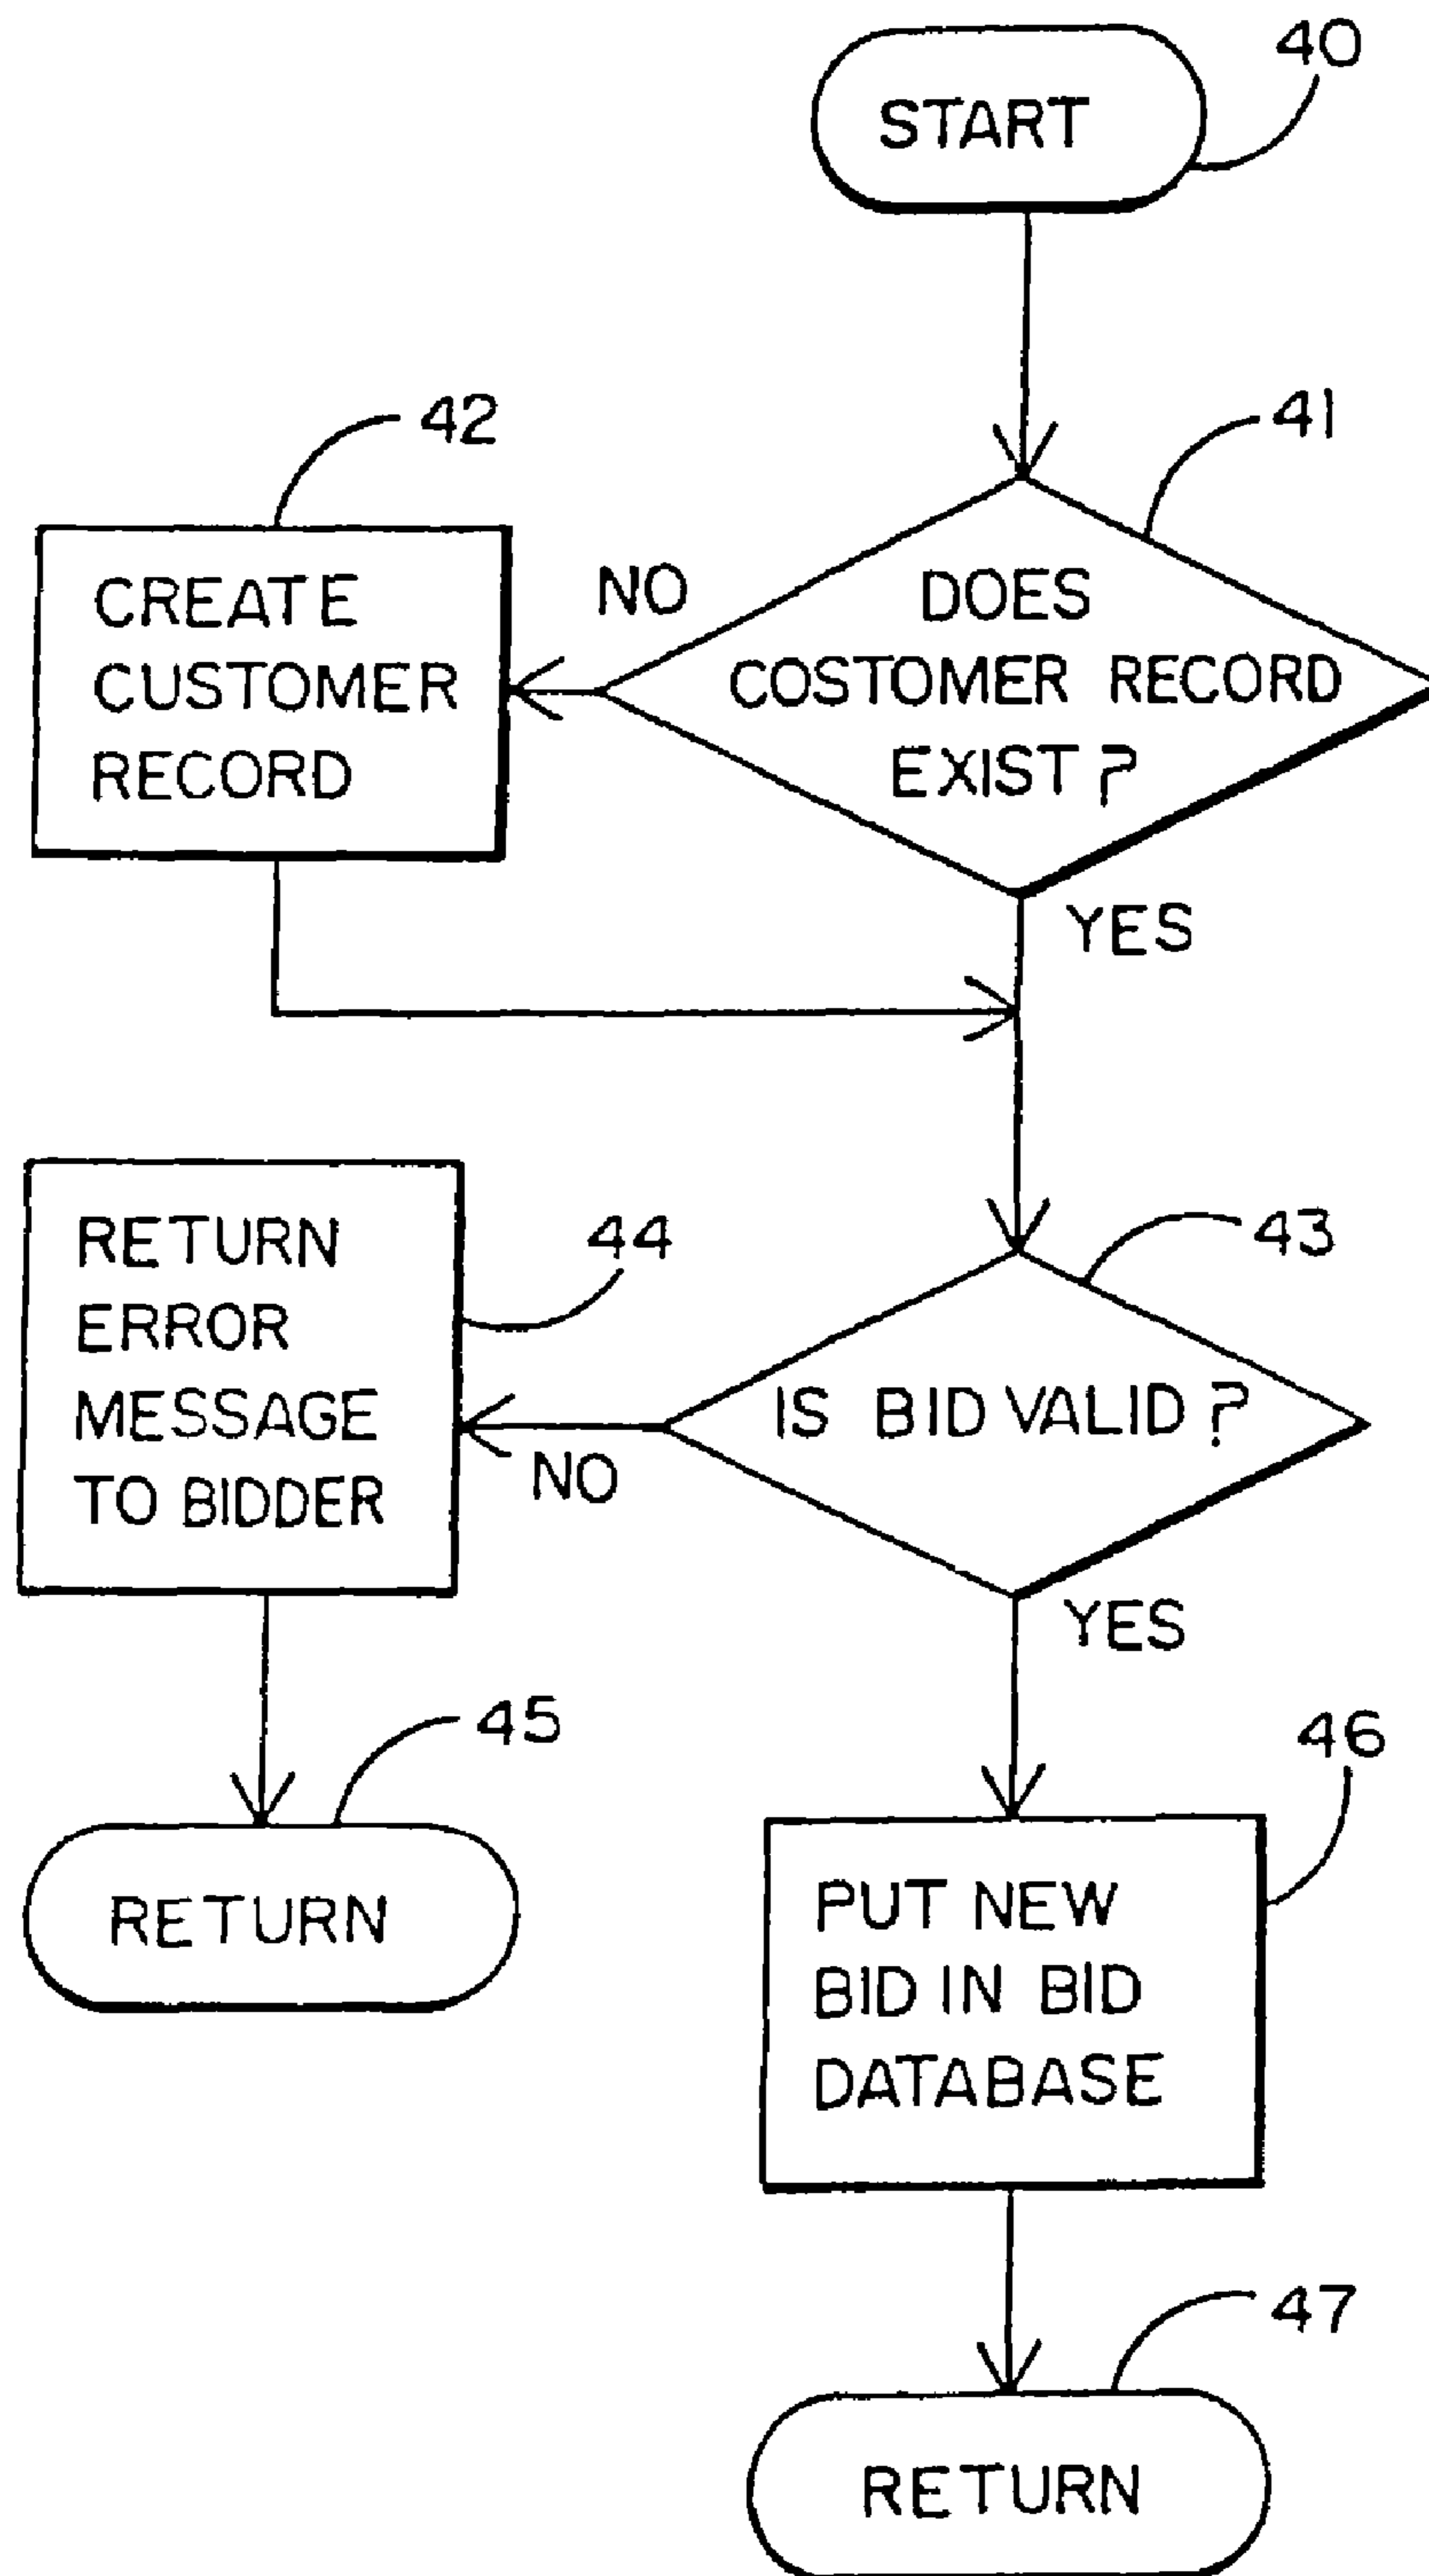 START
40
41
42
DOES
COSTOMER RECORD
EXIST?
NO
CREATE
CUSTOMER
RECORD
YES
43
IS BID VALID?
NO
44
RETURN
ERROR
MESSAGE
TO BIDDER
45
RETURN
YES
46
PUT NEW
BID IN BID
DATABASE
47
RETURN